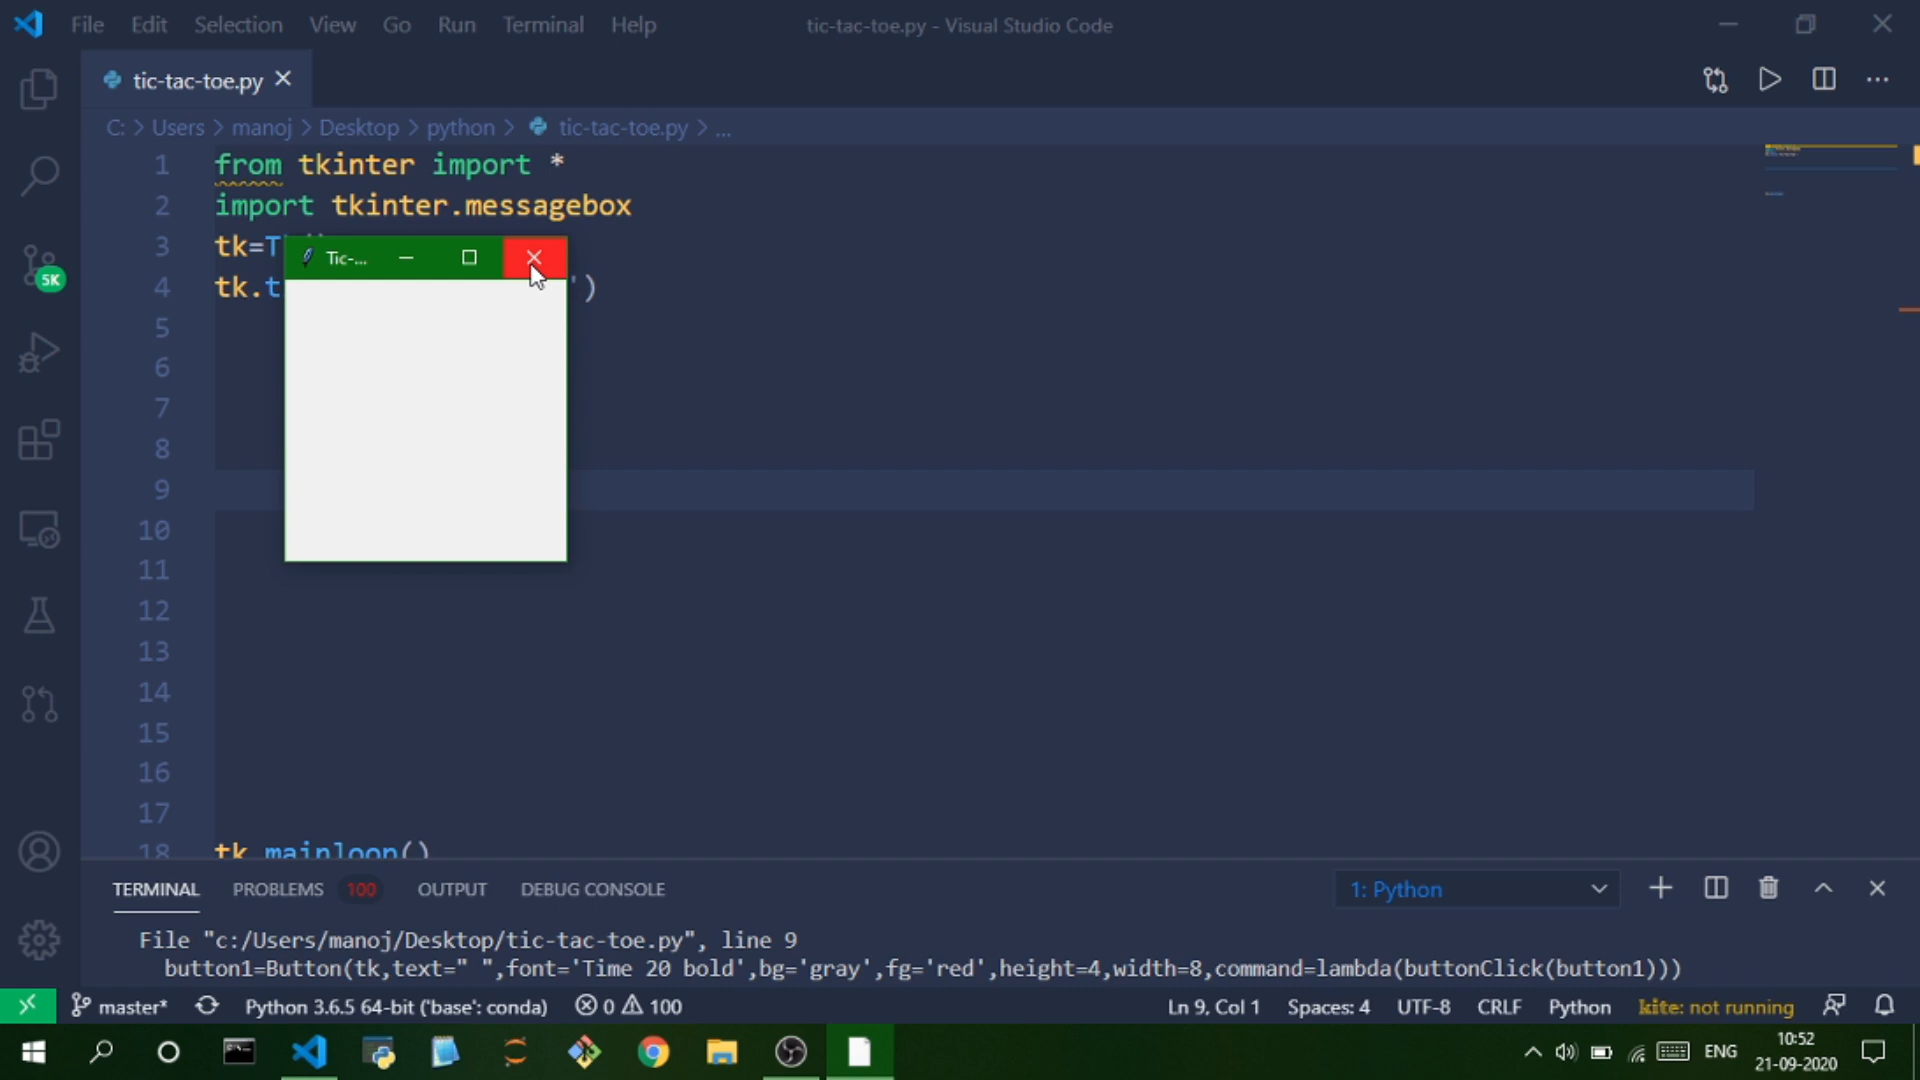 File Edit Selection View Go Run Terminal Help
tic-tac-toe.py - Visual Studio Code
tic-tac-toe.py
C: > Users > manoj > Desktop > python > tic-tac-toe.py > ...
1 from tkinter import *
2 import tkinter.messagebox
3 tk=T
Tic-...
4 tk.t ')
5
6
7
8
9
10
11
12
13
14
15
16
17
18 tk.mainloop()
5K
TERMINAL PROBLEMS 100 OUTPUT DEBUG CONSOLE 1: Python
File "c:/Users/manoj/Desktop/tic-tac-toe.py", line 9
button1=Button(tk,text=" ",font='Time 20 bold',bg='gray',fg='red',height=4,width=8,command=lambda(buttonClick(button1)))
master* Python 3.6.5 64-bit ('base': conda) 0 100 Ln 9, Col 1 Spaces: 4 UTF-8 CRLF Python kite: not running
ENG
10:52
21-09-2020